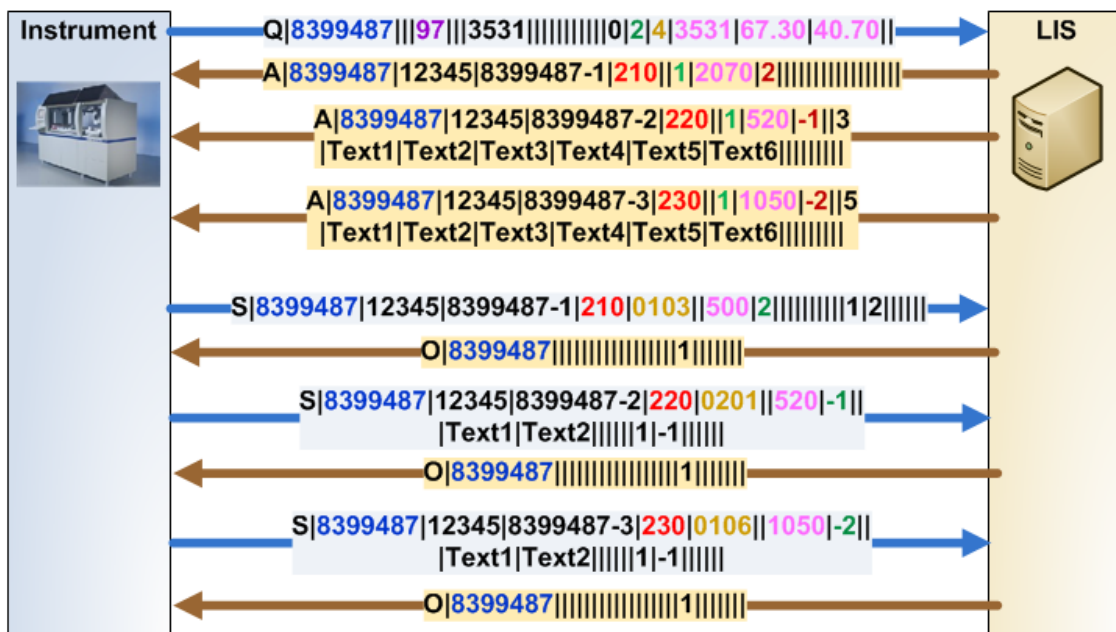 Instrument
Q|8399487|||97|||3531|||||||||||0|2|4|3531|67.30|40.70||
LIS
A|8399487|12345|8399487-1|210||1|2070|2|||||||||||||||||
A|8399487|12345|8399487-2|220||1|520|-1||3
|Text1|Text2|Text3|Text4|Text5|Text6|||||||||
A|8399487|12345|8399487-3|230||1|1050|-2||5
|Text1|Text2|Text3|Text4|Text5|Text6|||||||||
S|8399487|12345|8399487-1|210|0103||500|2||||||||||1|2||||||
O|8399487|||||||||||||||||1|||||||
S|8399487|12345|8399487-2|220|0201||520|-1||
|Text1|Text2||||||1|-1||||||
O|8399487|||||||||||||||||1|||||||
S|8399487|12345|8399487-3|230|0106||1050|-2||
|Text1|Text2||||||1|-1||||||
O|8399487|||||||||||||||||1|||||||